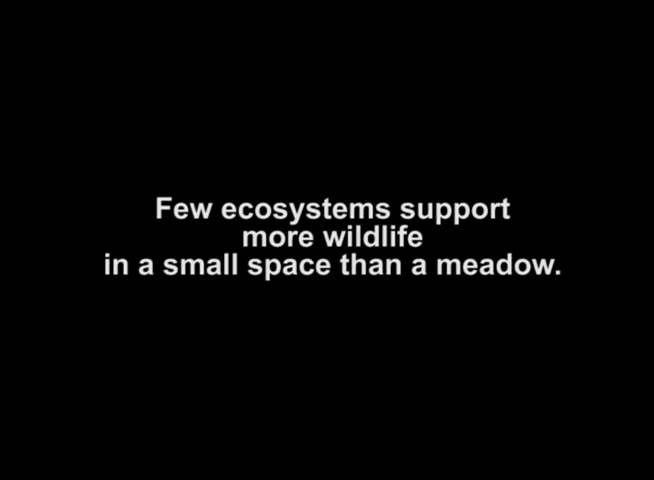 Few ecosystems support
more wildlife
in a small space than a meadow.